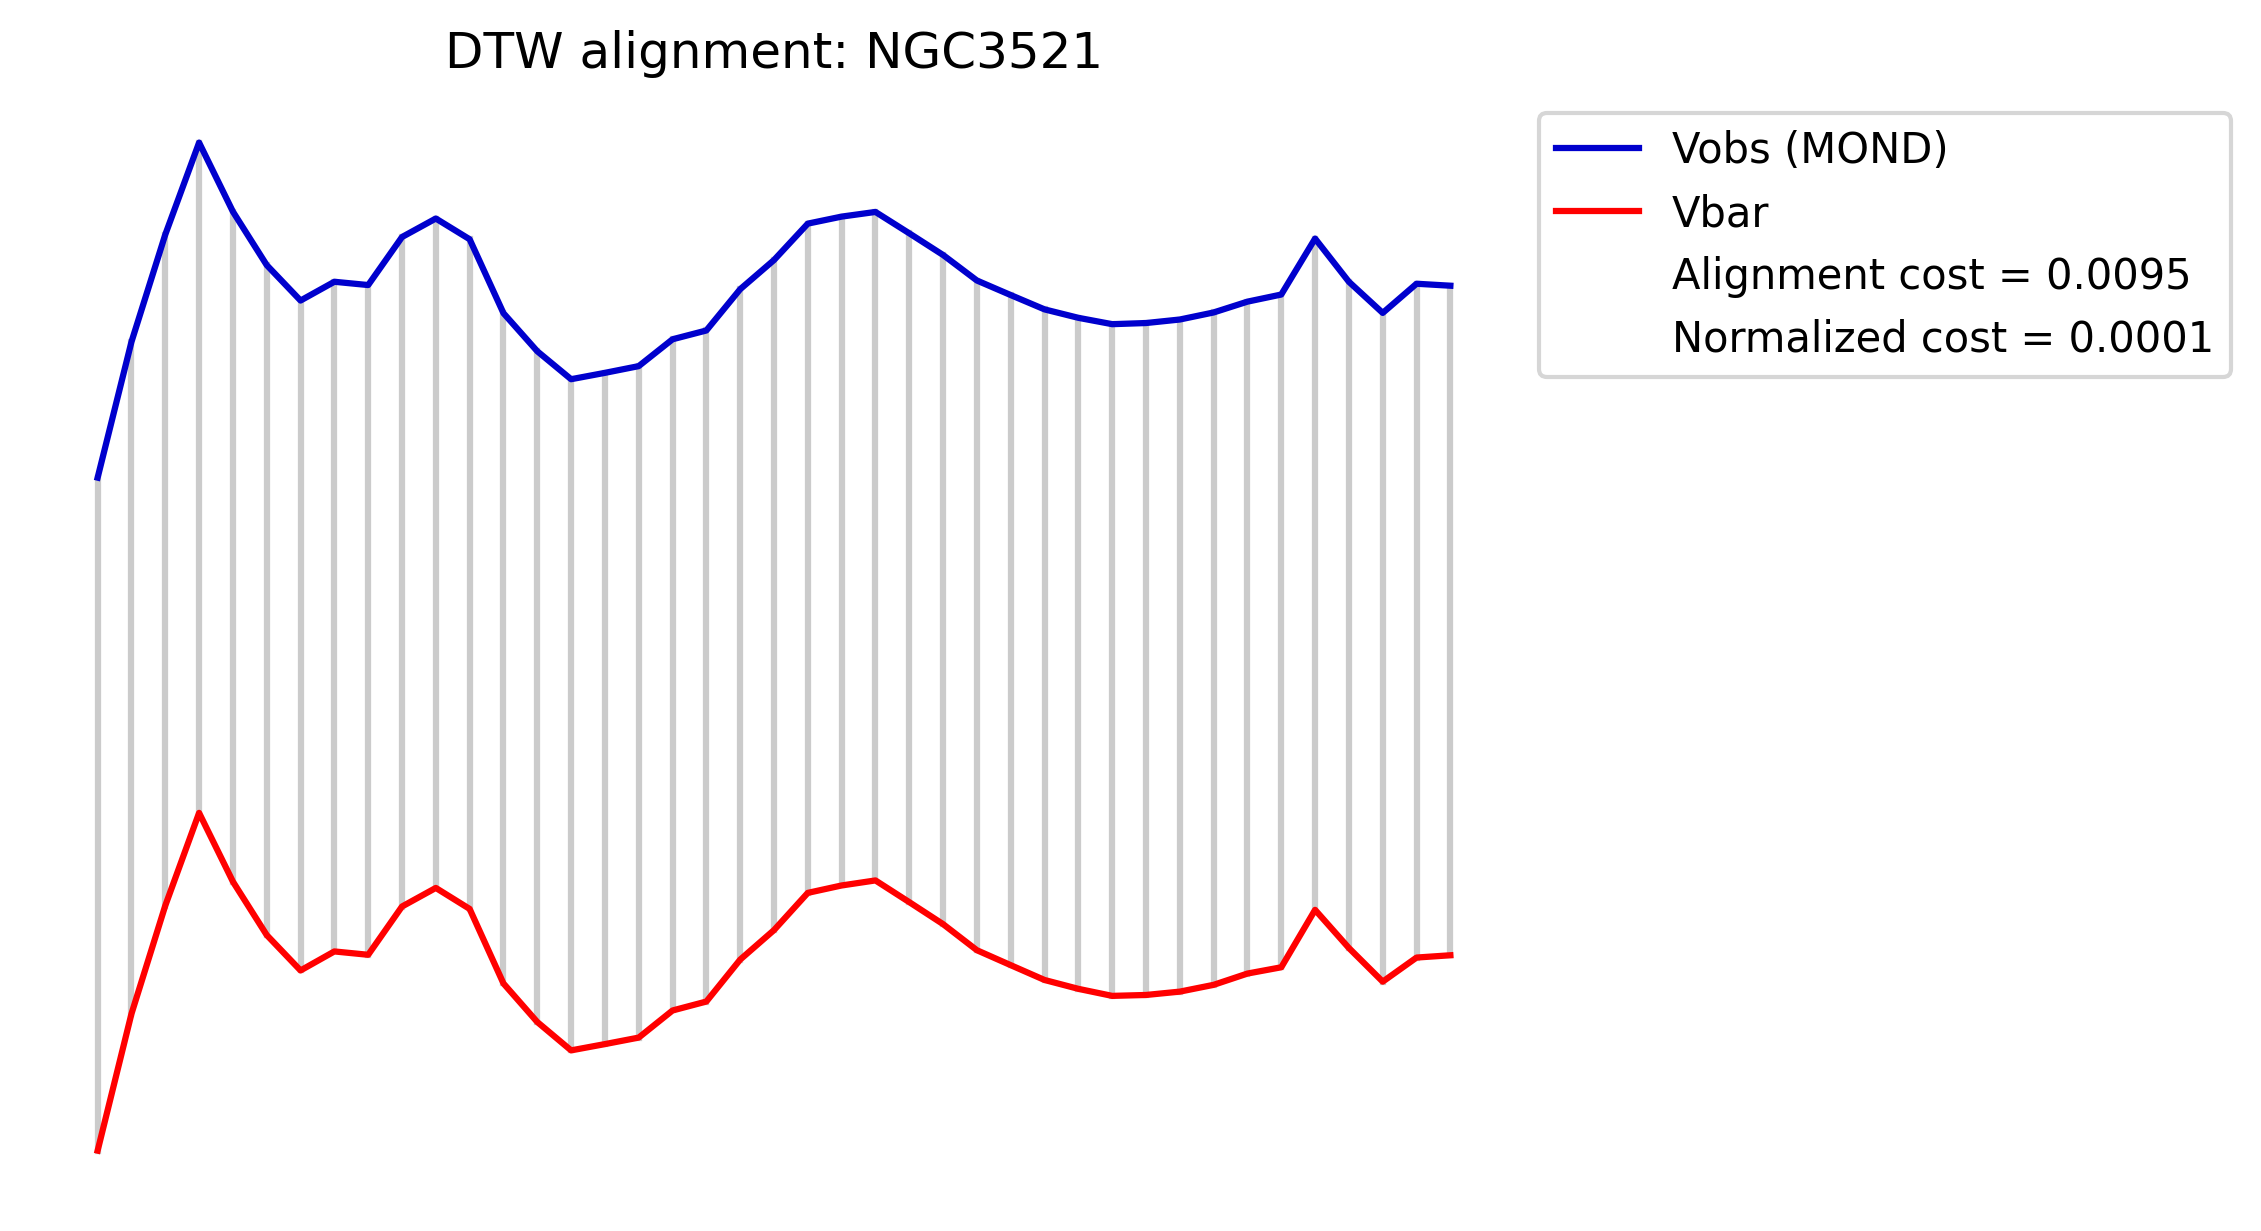 DTW alignment: NGC3521
Vobs (MOND)
Vbar
Alignment cost = 0.0095
Normalized cost = 0.0001